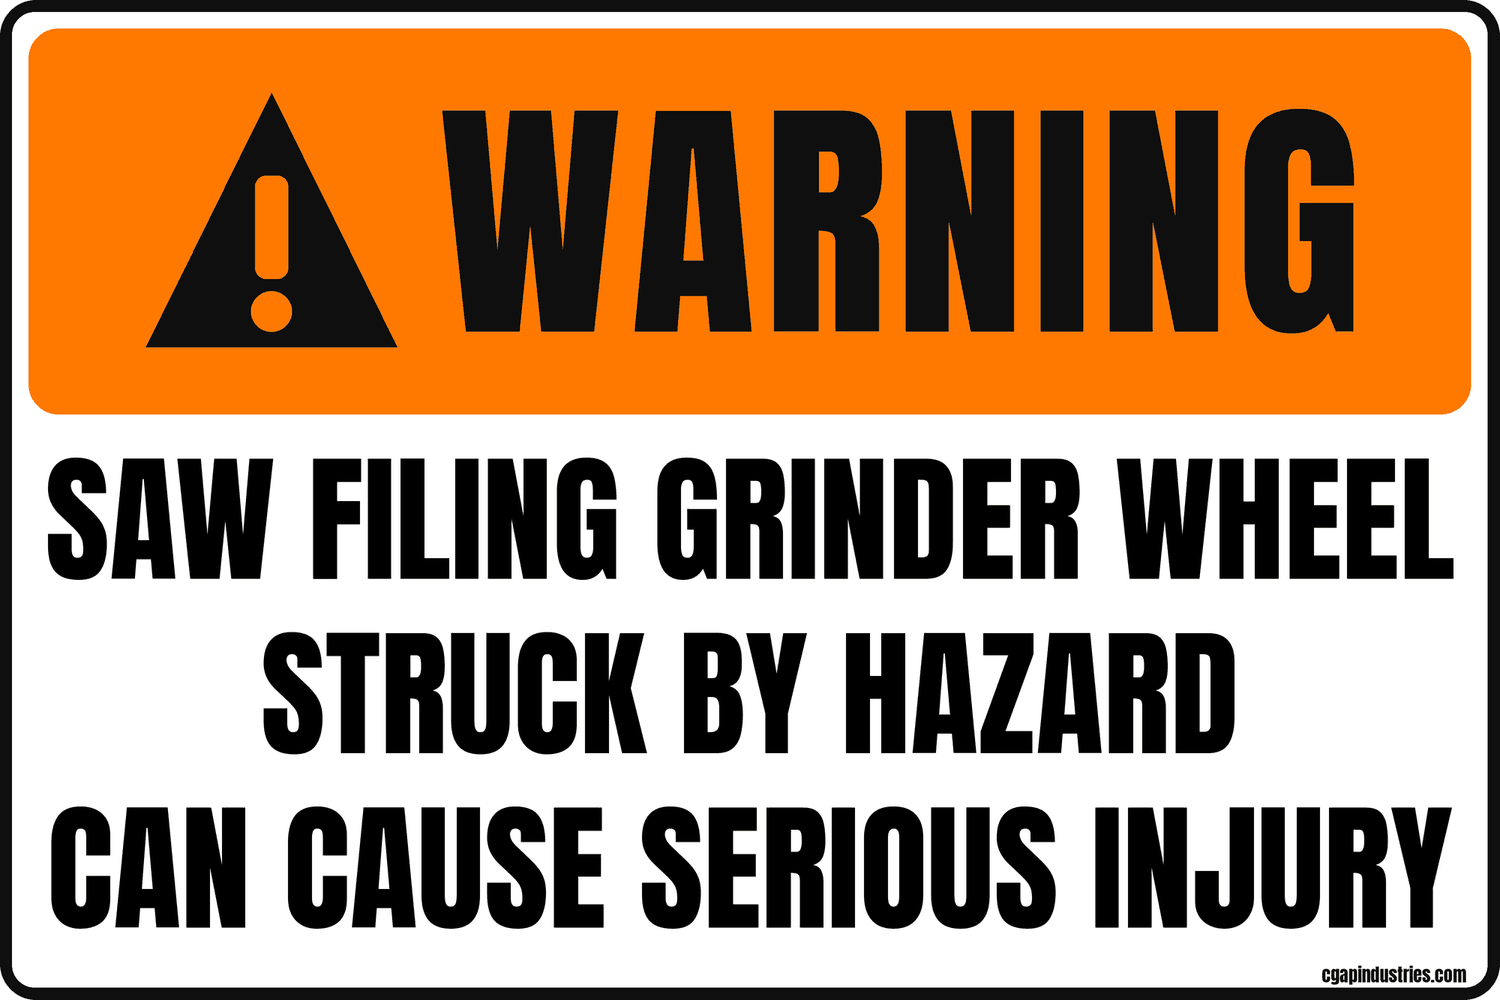 WARNING
SAW FILING GRINDER WHEEL
STRUCK BY HAZARD
CAN CAUSE SERIOUS INJURY
cgapindustries.com